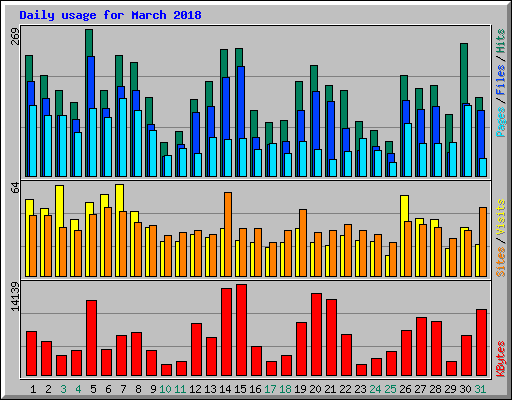 Daily usage for March 2018
269
Pages / Files / Hits
64
Sites / Visits
14139
KBytes
1 2 3 4 5 6 7 8 9 10 11 12 13 14 15 16 17 18 19 20 21 22 23 24 25 26 27 28 29 30 31